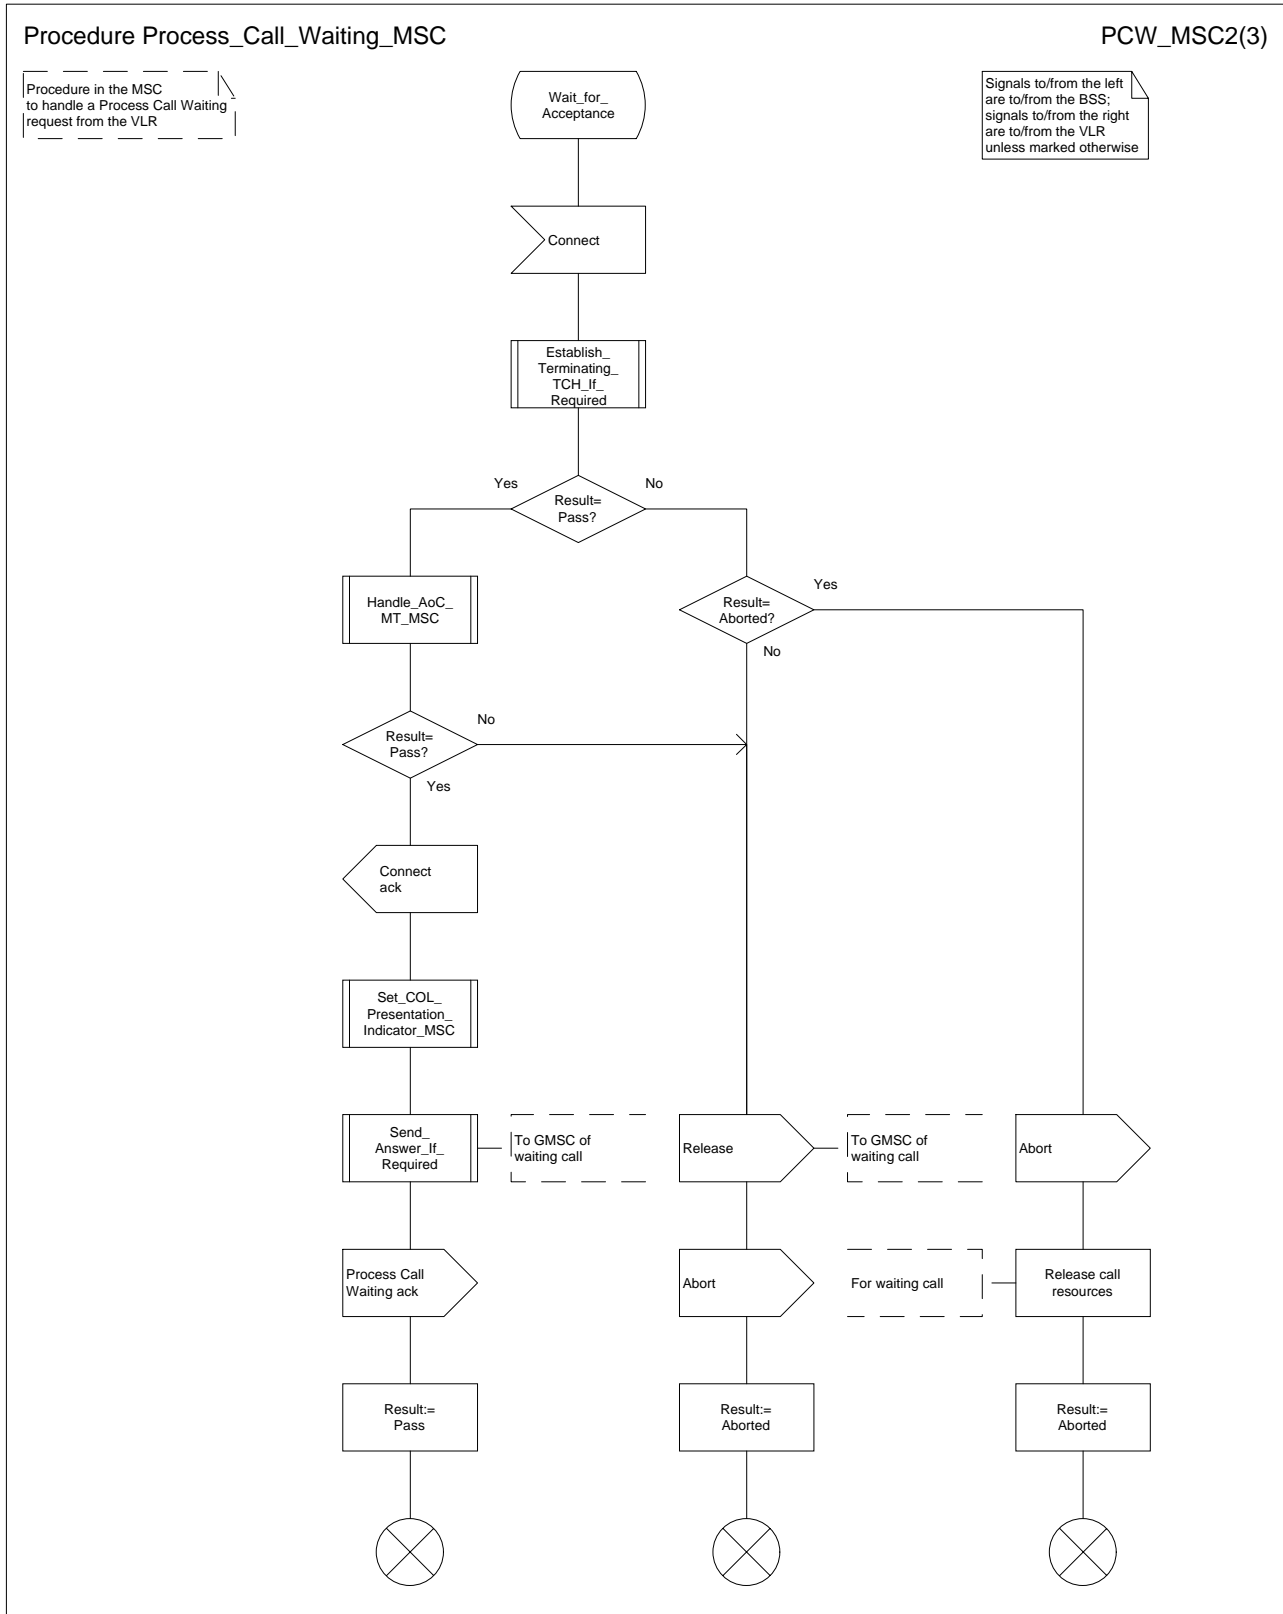 Procedure Process_Call_Waiting_MSC
PCW_MSC2(3)
Procedure in the MSC
to handle a Process Call Waiting
request from the VLR
Wait_for_
Acceptance
Signals to/from the left
are to/from the BSS;
signals to/from the right
are to/from the VLR
unless marked otherwise
Connect
Establish_
Terminating_
TCH_If_
Required
Yes
No
Result=
Pass?
Handle_AoC_
MT_MSC
Result=
Aborted?
Yes
No
Result=
Pass?
No
Yes
Connect
ack
Set_COL_
Presentation_
Indicator_MSC
Send_
Answer_If_
Required
To GMSC of
waiting call
Release
To GMSC of
waiting call
Abort
Process Call
Waiting ack
Abort
For waiting call
Release call
resources
Result:=
Pass
Result:=
Aborted
Result:=
Aborted